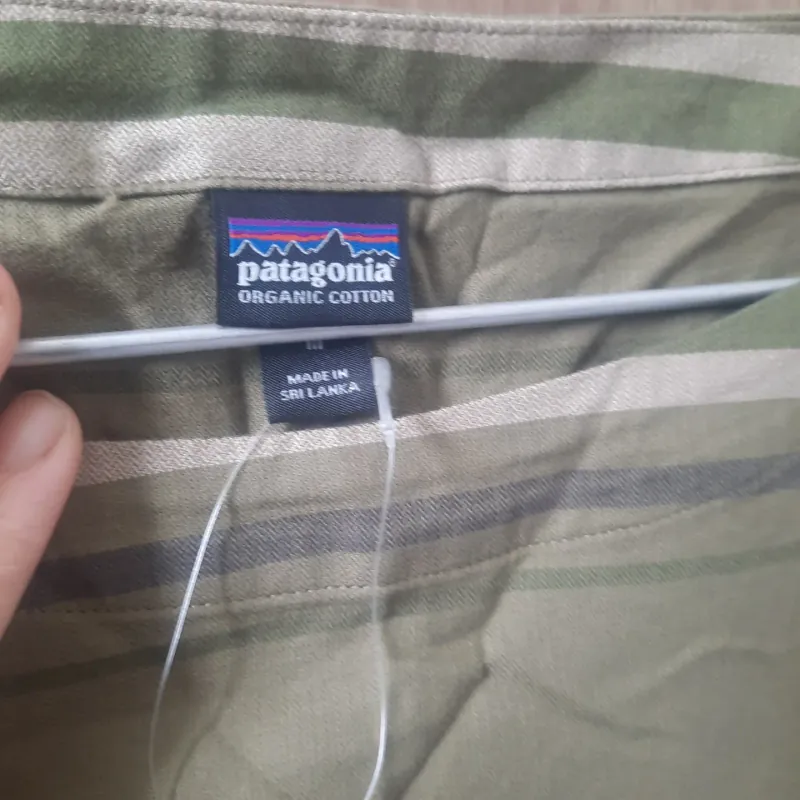 patagonia®
ORGANIC COTTON
MADE IN
SRI LANKA